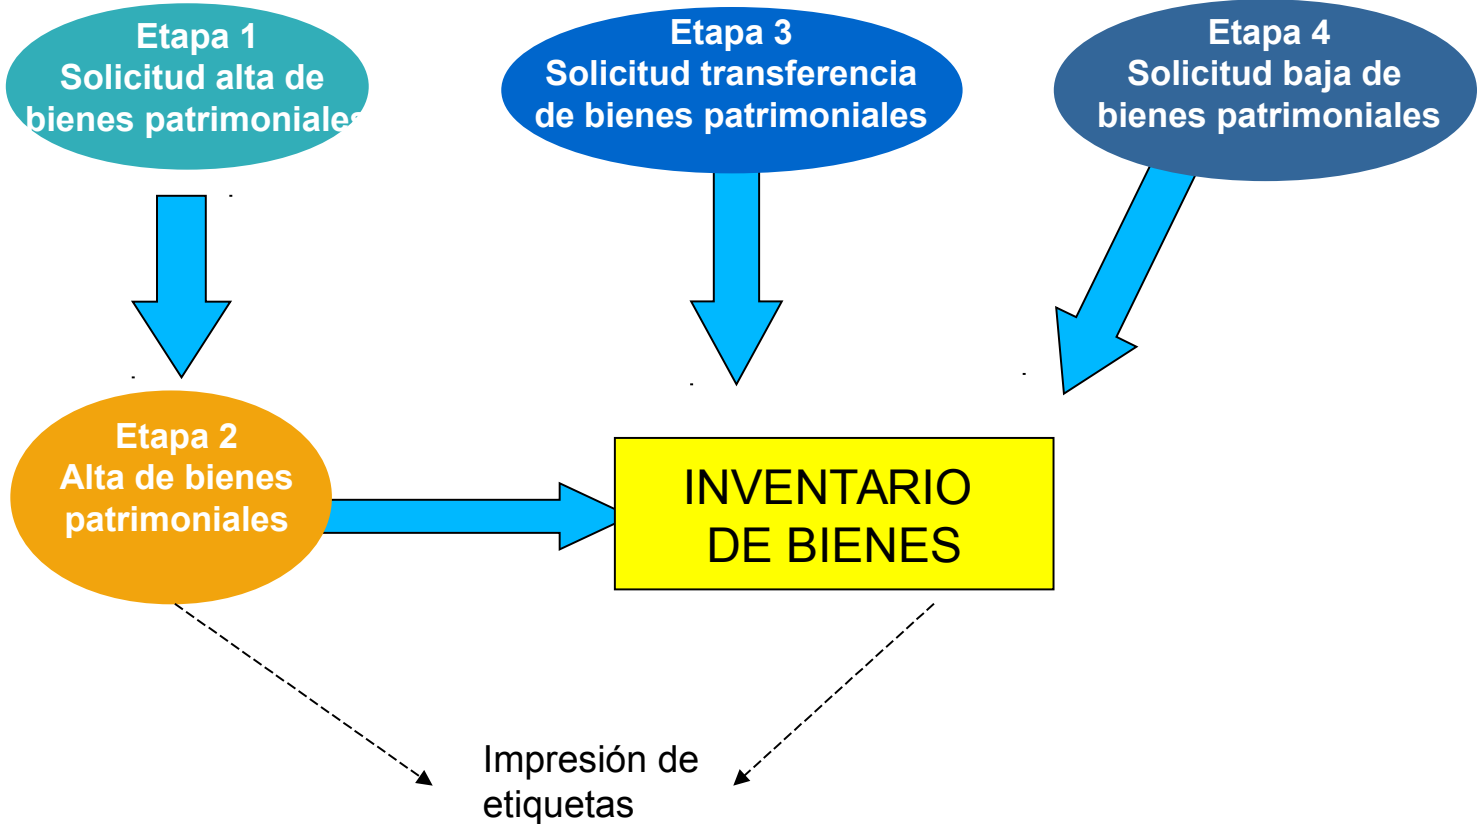 Etapa 1
Solicitud alta de
bienes patrimoniales
Etapa 3
Solicitud transferencia
de bienes patrimoniales
Etapa 4
Solicitud baja de
bienes patrimoniales
Etapa 2
Alta de bienes
patrimoniales
INVENTARIO
DE BIENES
Impresión de
etiquetas